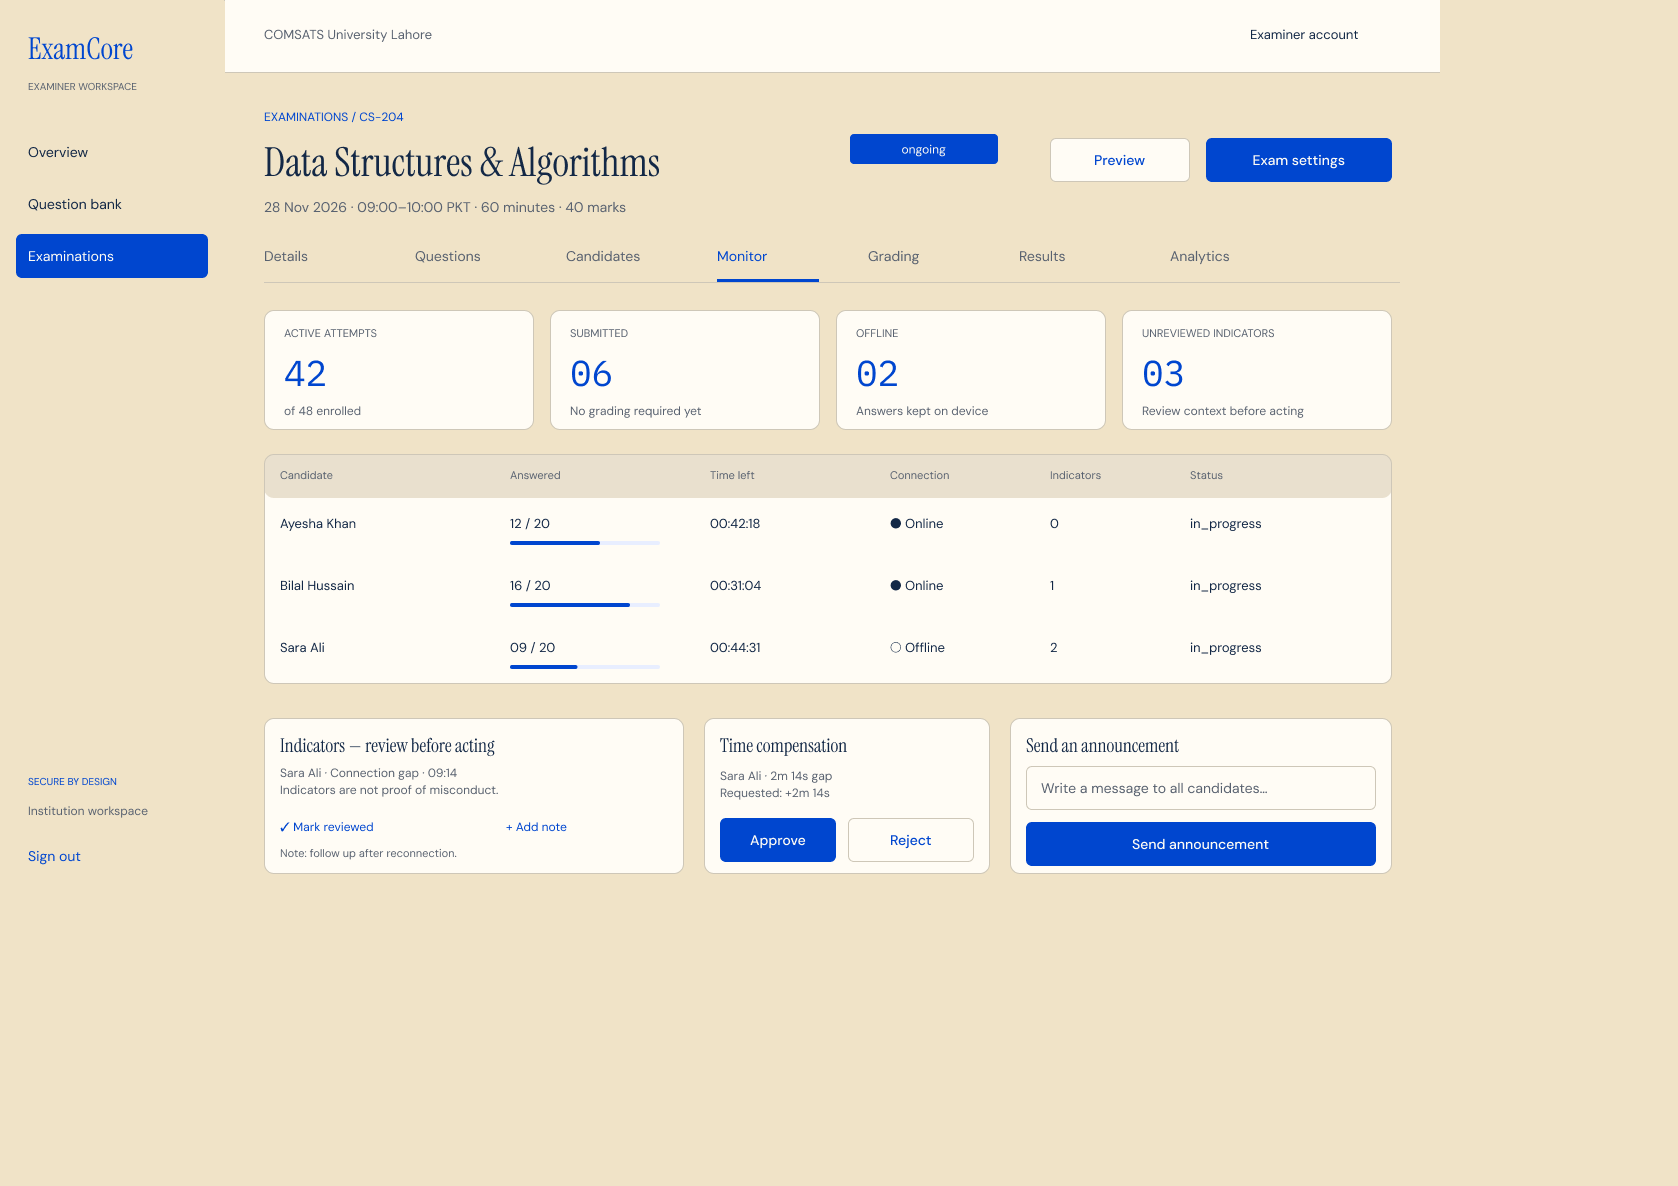 ExamCore
EXAMINER WORKSPACE
Overview
Question bank
Examinations
SECURE BY DESIGN
Institution workspace
Sign out
COMSATS University Lahore
Examiner account
EXAMINATIONS / CS-204
Data Structures & Algorithms
28 Nov 2026 · 09:00–10:00 PKT · 60 minutes · 40 marks
ongoing
Preview
Exam settings
Details Questions Candidates Monitor Grading Results Analytics
ACTIVE ATTEMPTS
42
of 48 enrolled
SUBMITTED
06
No grading required yet
OFFLINE
02
Answers kept on device
UNREVIEWED INDICATORS
03
Review context before acting
Candidate Answered Time left Connection Indicators Status
Ayesha Khan 12 / 20 00:42:18 ● Online 0 in_progress
Bilal Hussain 16 / 20 00:31:04 ● Online 1 in_progress
Sara Ali 09 / 20 00:44:31 ○ Offline 2 in_progress
Indicators — review before acting
Sara Ali · Connection gap · 09:14
Indicators are not proof of misconduct.
✓ Mark reviewed + Add note
Note: follow up after reconnection.
Time compensation
Sara Ali · 2m 14s gap
Requested: +2m 14s
Approve Reject
Send an announcement
Write a message to all candidates…
Send announcement